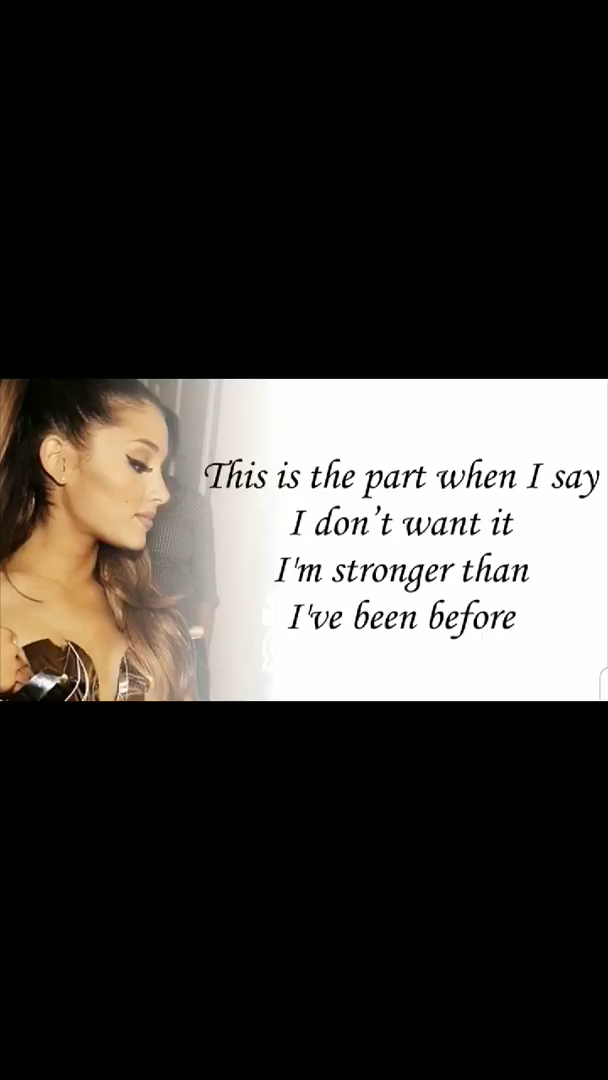 This is the part when I say
I don’t want it
I'm stronger than
I've been before